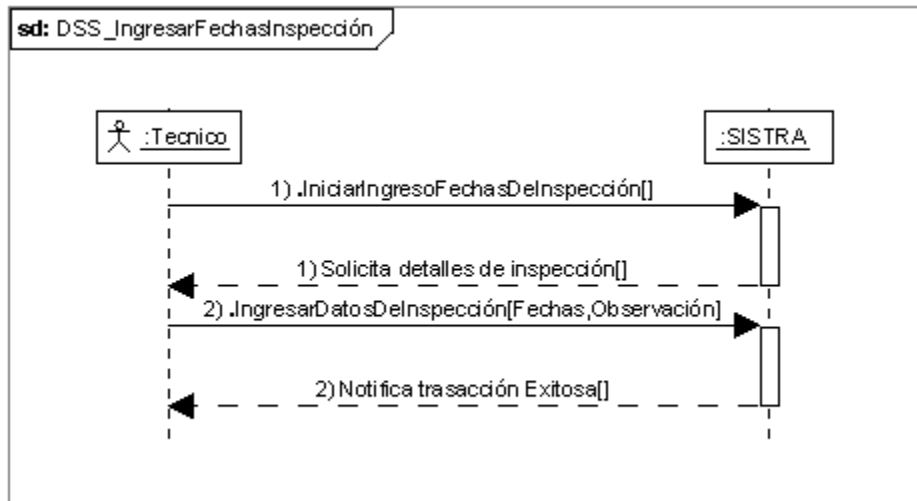 sd: DSS_IngresarFechasInspección
:Tecnico
:SISTRA
1) .IniciarIngresoFechasDeInspección[]
1) Solicita detalles de inspección[]
2) .IngresarDatosDeInspección[Fechas,Observación]
2) Notifica trasacción Exitosa[]